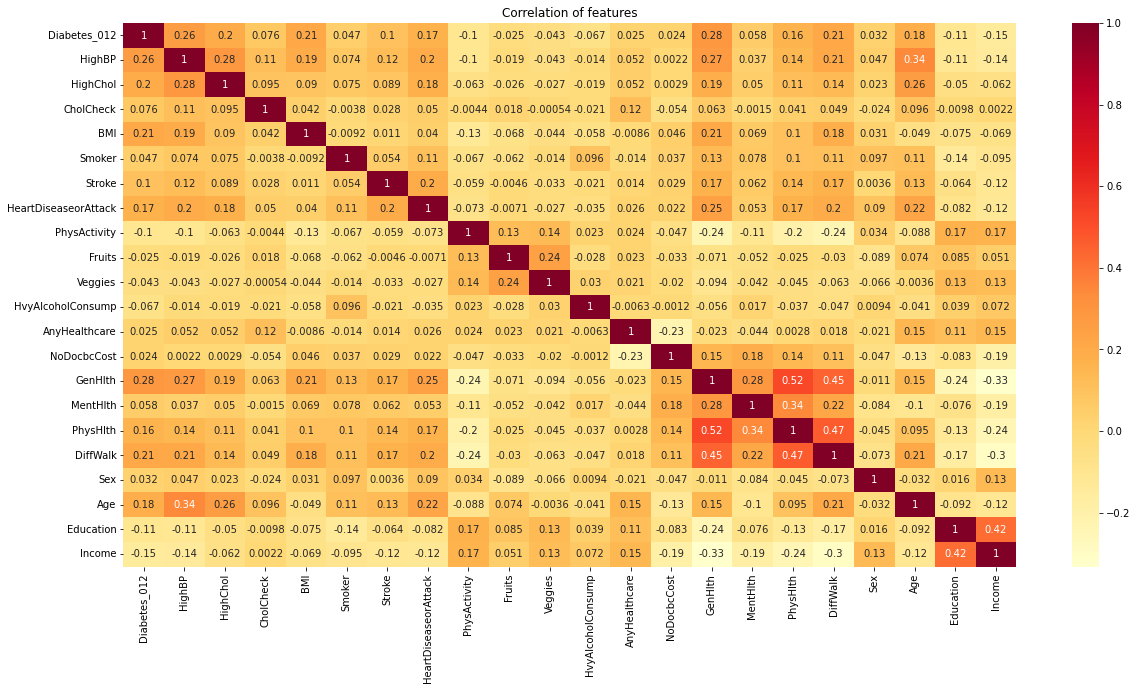 Correlation of features
Diabetes_012 1 0.26 0.2 0.076 0.21 0.047 0.1 0.17 -0.1 -0.025 -0.043 -0.067 0.025 0.024 0.28 0.058 0.16 0.21 0.032 0.18 -0.11 -0.15
HighBP 0.26 1 0.28 0.11 0.19 0.074 0.12 0.2 -0.1 -0.019 -0.043 -0.014 0.052 0.0022 0.27 0.037 0.14 0.21 0.047 0.34 -0.11 -0.14
HighChol 0.2 0.28 1 0.095 0.09 0.075 0.089 0.18 -0.063 -0.026 -0.027 -0.019 0.052 0.0029 0.19 0.05 0.11 0.14 0.023 0.26 -0.05 -0.062
CholCheck 0.076 0.11 0.095 1 0.042 -0.0038 0.028 0.05 -0.0044 0.018 -0.00054 -0.021 0.12 -0.054 0.063 -0.0015 0.041 0.049 -0.024 0.096 -0.0098 0.0022
BMI 0.21 0.19 0.09 0.042 1 -0.0092 0.011 0.04 -0.13 -0.068 -0.044 -0.058 -0.0086 0.046 0.21 0.069 0.1 0.18 0.031 -0.049 -0.075 -0.069
Smoker 0.047 0.074 0.075 -0.0038 -0.0092 1 0.054 0.11 -0.067 -0.062 -0.014 0.096 -0.014 0.037 0.13 0.078 0.1 0.11 0.097 0.11 -0.14 -0.095
Stroke 0.1 0.12 0.089 0.028 0.011 0.054 1 0.2 -0.059 -0.0046 -0.033 -0.021 0.014 0.029 0.17 0.062 0.14 0.17 0.0036 0.13 -0.064 -0.12
HeartDiseaseorAttack 0.17 0.2 0.18 0.05 0.04 0.11 0.2 1 -0.073 -0.0071 -0.027 -0.035 0.026 0.022 0.25 0.053 0.17 0.2 0.09 0.22 -0.082 -0.12
PhysActivity -0.1 -0.1 -0.063 -0.0044 -0.13 -0.067 -0.059 -0.073 1 0.13 0.14 0.023 0.024 -0.047 -0.24 -0.11 -0.2 -0.24 0.034 -0.088 0.17 0.17
Fruits -0.025 -0.019 -0.026 0.018 -0.068 -0.062 -0.0046 -0.0071 0.13 1 0.24 -0.028 0.023 -0.033 -0.071 -0.052 -0.025 -0.03 -0.089 0.074 0.085 0.051
Veggies -0.043 -0.043 -0.027 -0.00054 -0.044 -0.014 -0.033 -0.027 0.14 0.24 1 0.03 0.021 -0.02 -0.094 -0.042 -0.045 -0.063 -0.066 -0.0036 0.13 0.13
HvyAlcoholConsump -0.067 -0.014 -0.019 -0.021 -0.058 0.096 -0.021 -0.035 0.023 -0.028 0.03 1 -0.0063 -0.0012 -0.056 0.017 -0.037 -0.047 0.0094 -0.041 0.039 0.072
AnyHealthcare 0.025 0.052 0.052 0.12 -0.0086 -0.014 0.014 0.026 0.024 0.023 0.021 -0.0063 1 -0.23 -0.023 -0.044 0.0028 0.018 -0.021 0.15 0.11 0.15
NoDocbcCost 0.024 0.0022 0.0029 -0.054 0.046 0.037 0.029 0.022 -0.047 -0.033 -0.02 -0.0012 -0.23 1 0.15 0.18 0.14 0.11 -0.047 -0.13 -0.083 -0.19
GenHlth 0.28 0.27 0.19 0.063 0.21 0.13 0.17 0.25 -0.24 -0.071 -0.094 -0.056 -0.023 0.15 1 0.28 0.52 0.45 -0.011 0.15 -0.24 -0.33
MentHlth 0.058 0.037 0.05 -0.0015 0.069 0.078 0.062 0.053 -0.11 -0.052 -0.042 0.017 -0.044 0.18 0.28 1 0.34 0.22 -0.084 -0.1 -0.076 -0.19
PhysHlth 0.16 0.14 0.11 0.041 0.1 0.1 0.14 0.17 -0.2 -0.025 -0.045 -0.037 0.0028 0.14 0.52 0.34 1 0.47 -0.045 0.095 -0.13 -0.24
DiffWalk 0.21 0.21 0.14 0.049 0.18 0.11 0.17 0.2 -0.24 -0.03 -0.063 -0.047 0.018 0.11 0.45 0.22 0.47 1 -0.073 0.21 -0.17 -0.3
Sex 0.032 0.047 0.023 -0.024 0.031 0.097 0.0036 0.09 0.034 -0.089 -0.066 0.0094 -0.021 -0.047 -0.011 -0.084 -0.045 -0.073 1 -0.032 0.016 0.13
Age 0.18 0.34 0.26 0.096 -0.049 0.11 0.13 0.22 -0.088 0.074 -0.0036 -0.041 0.15 -0.13 0.15 -0.1 0.095 0.21 -0.032 1 -0.092 -0.12
Education -0.11 -0.11 -0.05 -0.0098 -0.075 -0.14 -0.064 -0.082 0.17 0.085 0.13 0.039 0.11 -0.083 -0.24 -0.076 -0.13 -0.17 0.016 -0.092 1 0.42
Income -0.15 -0.14 -0.062 0.0022 -0.069 -0.095 -0.12 -0.12 0.17 0.051 0.13 0.072 0.15 -0.19 -0.33 -0.19 -0.24 -0.3 0.13 -0.12 0.42 1
Diabetes_012
HighBP
HighChol
CholCheck
BMI
Smoker
Stroke
HeartDiseaseorAttack
PhysActivity
Fruits
Veggies
HvyAlcoholConsump
AnyHealthcare
NoDocbcCost
GenHlth
MentHlth
PhysHlth
DiffWalk
Sex
Age
Education
Income
1.0
0.8
0.6
0.4
0.2
0.0
−0.2